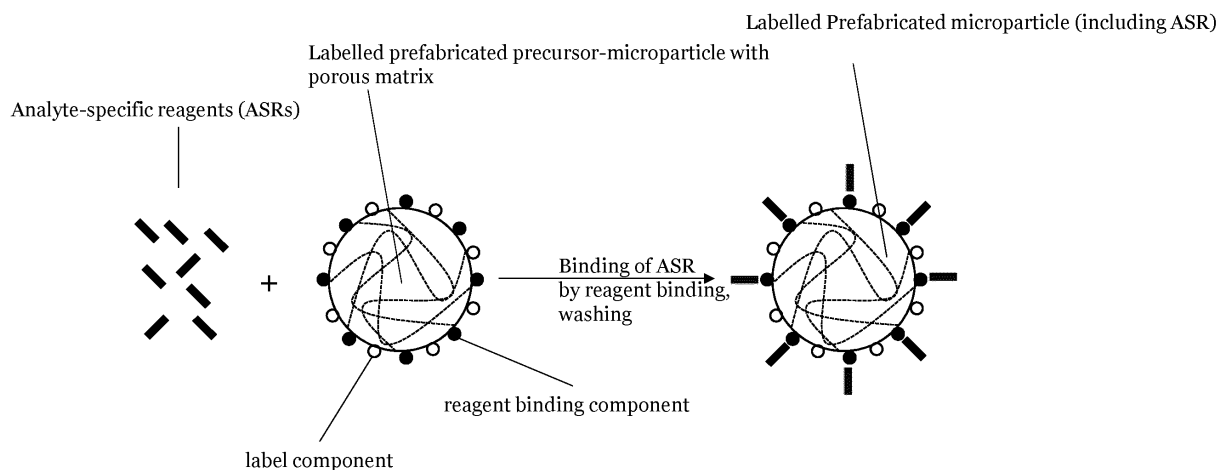 Labelled Prefabricated microparticle (including ASR)
Labelled prefabricated precursor-microparticle with
porous matrix
Analyte-specific reagents (ASRs)
+
Binding of ASR
by reagent binding,
washing
reagent binding component
label component